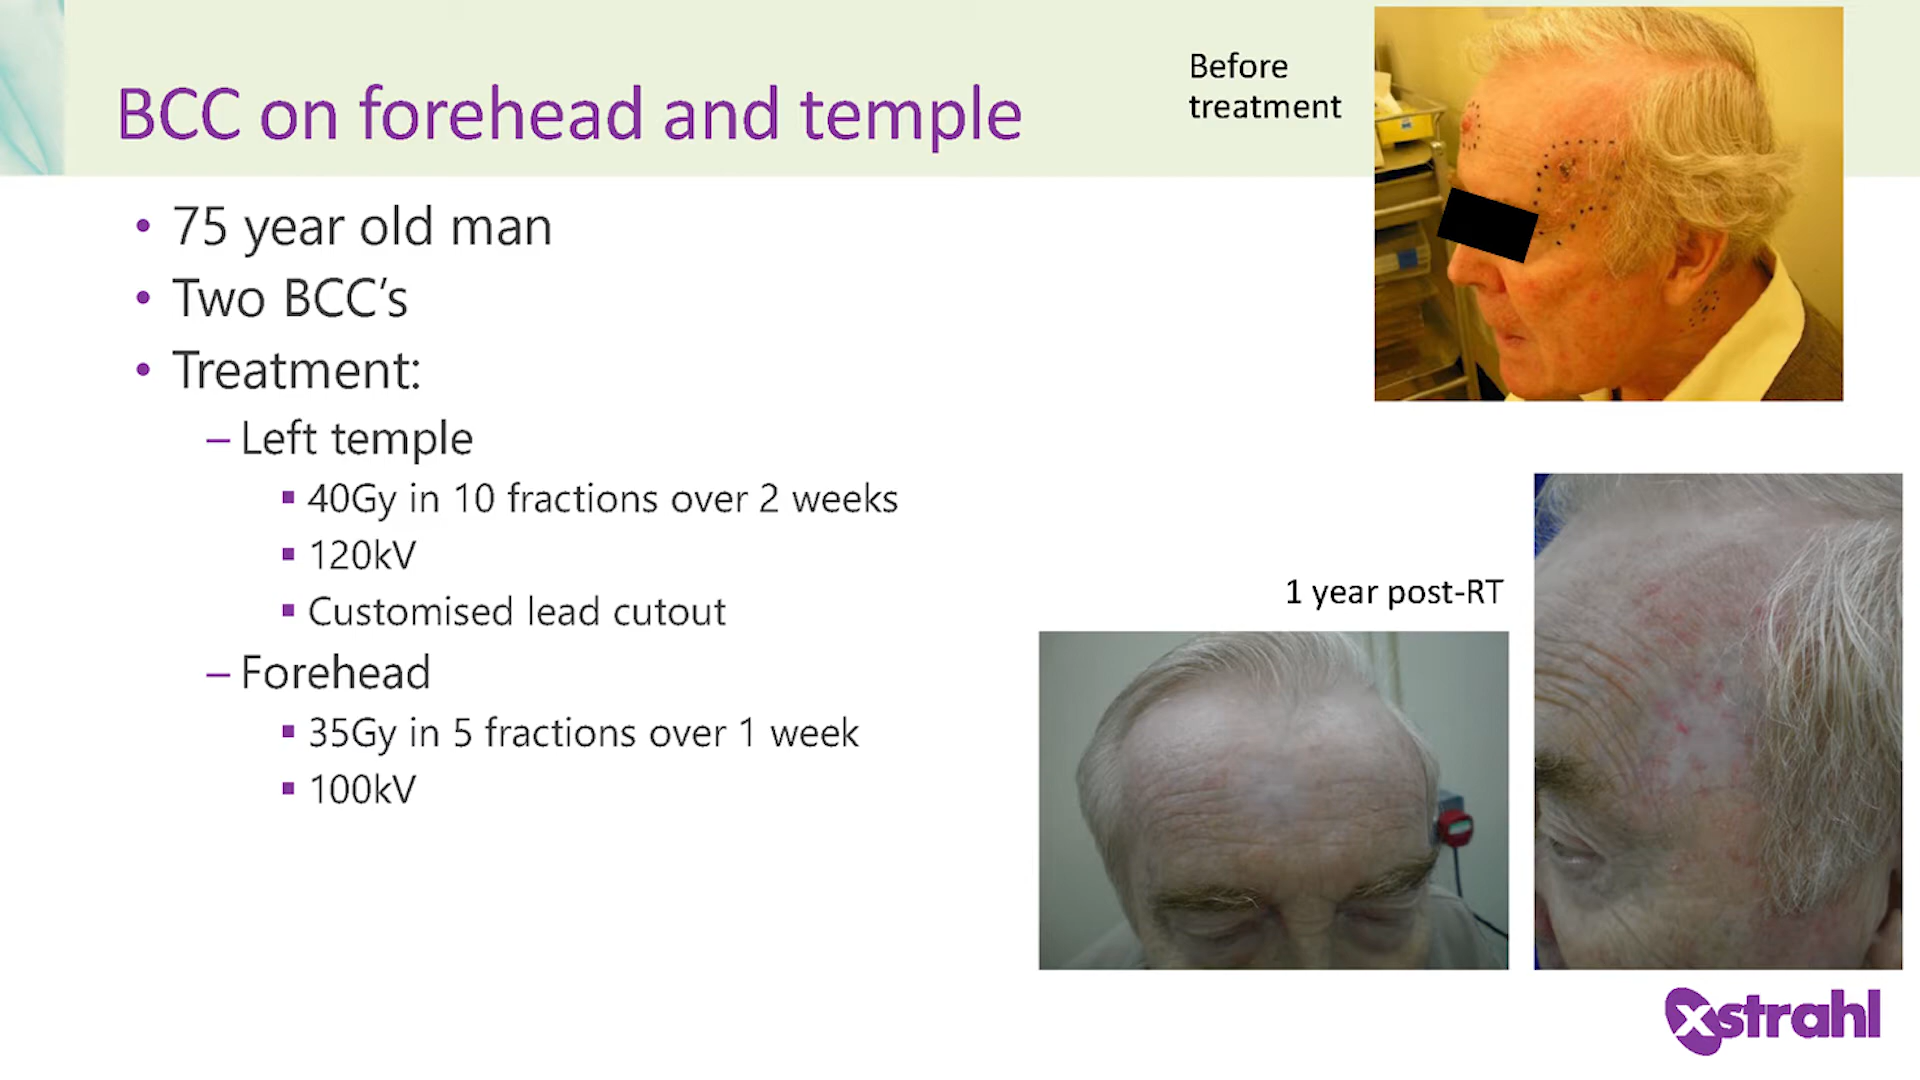 BCC on forehead and temple
Before
treatment
• 75 year old man
• Two BCC’s
• Treatment:
– Left temple
▪ 40Gy in 10 fractions over 2 weeks
▪ 120kV
▪ Customised lead cutout
– Forehead
▪ 35Gy in 5 fractions over 1 week
▪ 100kV
1 year post-RT
xstrahl